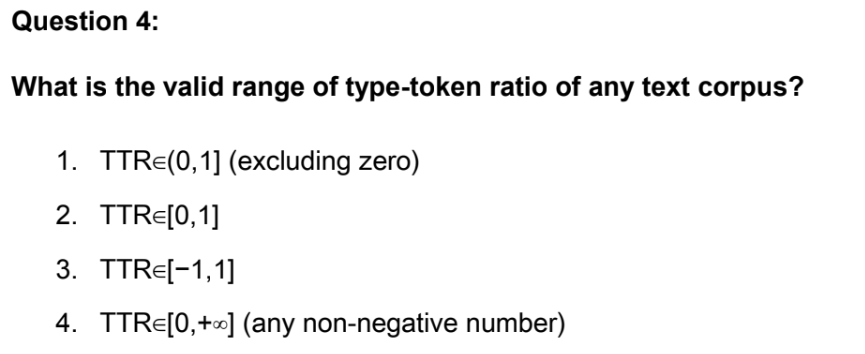 Question 4:
What is the valid range of type-token ratio of any text corpus?
1. TTR∈(0,1] (excluding zero)
2. TTR∈[0,1]
3. TTR∈[−1,1]
4. TTR∈[0,+∞] (any non-negative number)